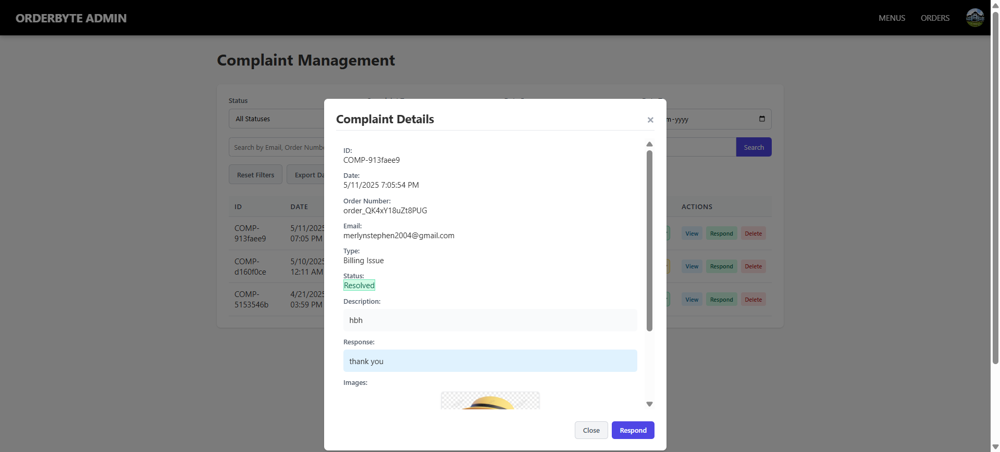 ORDERBYTE ADMIN
MENUS
ORDERS
Complaint Management
Status
All Statuses
m-yyyy
Search by Email, Order Numb
Search
Reset Filters
Export Da
ID
DATE
ACTIONS
COMP-
913faee9
5/11/2025
07:05 PM
View
Respond
Delete
COMP-
d160f0ce
5/10/2025
12:11 AM
View
Respond
Delete
COMP-
5153546b
4/21/2025
03:59 PM
View
Respond
Delete
Complaint Details
×
ID:
COMP-913faee9
Date:
5/11/2025 7:05:54 PM
Order Number:
order_QK4xY18uZt8PUG
Email:
merlynstephen2004@gmail.com
Type:
Billing Issue
Status:
Resolved
Description:
hbh
Response:
thank you
Images:
Close
Respond